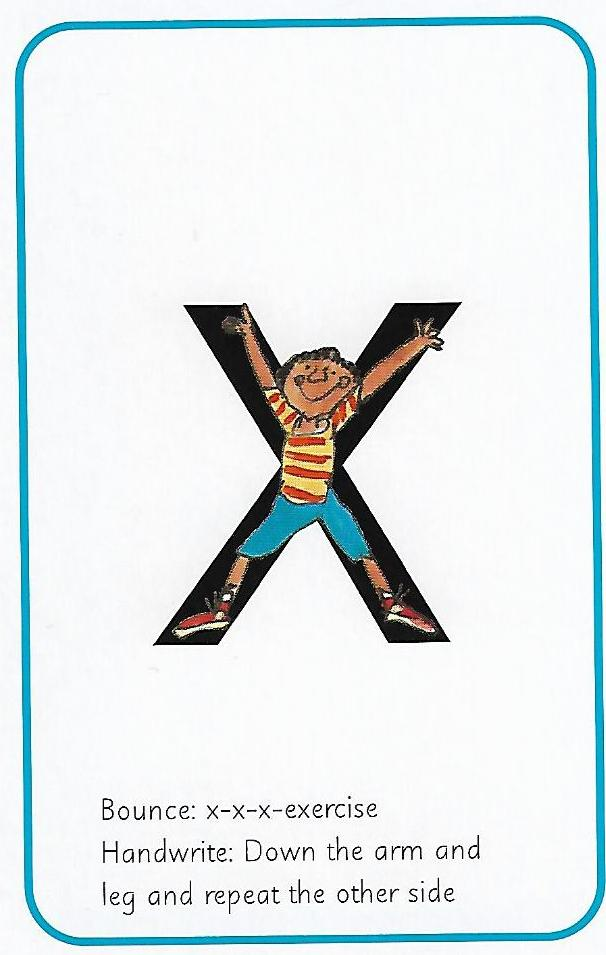 x
Bounce: x-x-x-exercise
Handwrite: Down the arm and
leg and repeat the other side